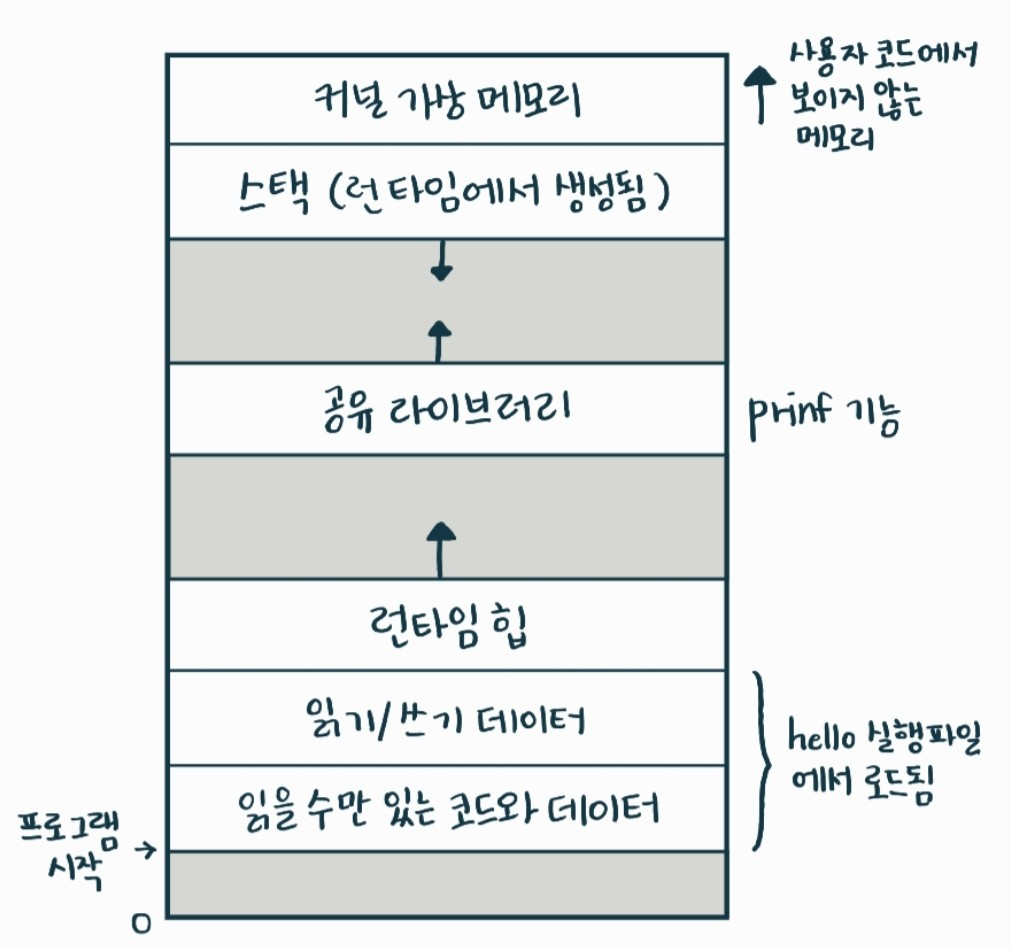 커널 가상 메모리
사용자 코드에서
보이지 않는
메모리
스택 (런타임에서 생성됨)
공유 라이브러리
prinf 기능
런타임 힙
읽기/쓰기 데이터
hello 실행파일
에서 로드됨
읽을 수만 있는 코드와 데이터
프로그램
시작
0